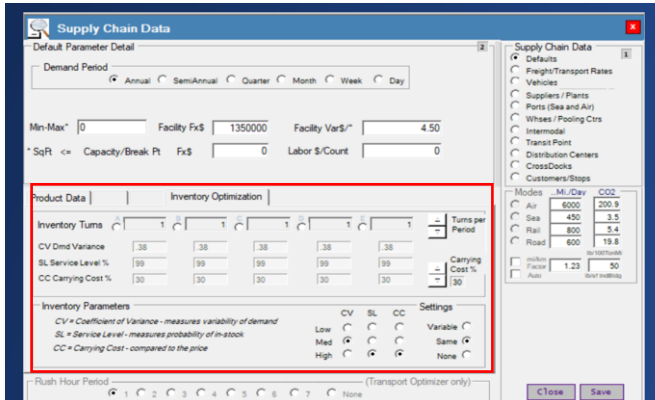 Supply Chain Data
Default Parameter Detail
2
Demand Period
Annual SemiAnnual Quarter Month Week Day
Min-Max* 0 Facility Fx$ 1350000 Facility Var$/* 4.50
* SqFt <= Capacity/Break Pt Fx$ 0 Labor $/Count 0
Product Data Inventory Optimization
Inventory Turns A 1 B 1 C 1 D 1 E 1 Turns per Period
CV Dmd Variance .38 .38 .38 .38
SL Service Level % 99 99 99 99
CC Carrying Cost % 30 30 30 30
Carrying Cost %
30
Inventory Parameters
CV = Coefficient of Variance - measures variability of demand
SL = Service Level - measures probability of in-stock
CC = Carrying Cost - compared to the price
CV SL CC
Low
Med
High
Settings
Variable
Same
None
Rush Hour Period (Transport Optimizer only)
1 2 3 4 5 6 7 None
Supply Chain Data
1
Defaults
Freight/Transport Rates
Vehicles
Suppliers / Plants
Ports (Sea and Air)
Whses / Pooling Ctrs
Intermodal
Transit Point
Distribution Centers
CrossDocks
Customers/Stops
Modes ..Mi./Day CO2
Air 6000 200.9
Sea 450 3.5
Rail 800 5.4
Road 600 19.8
lb/100TonMi
mi/km Factor 1.23 50
Auto
Close Save